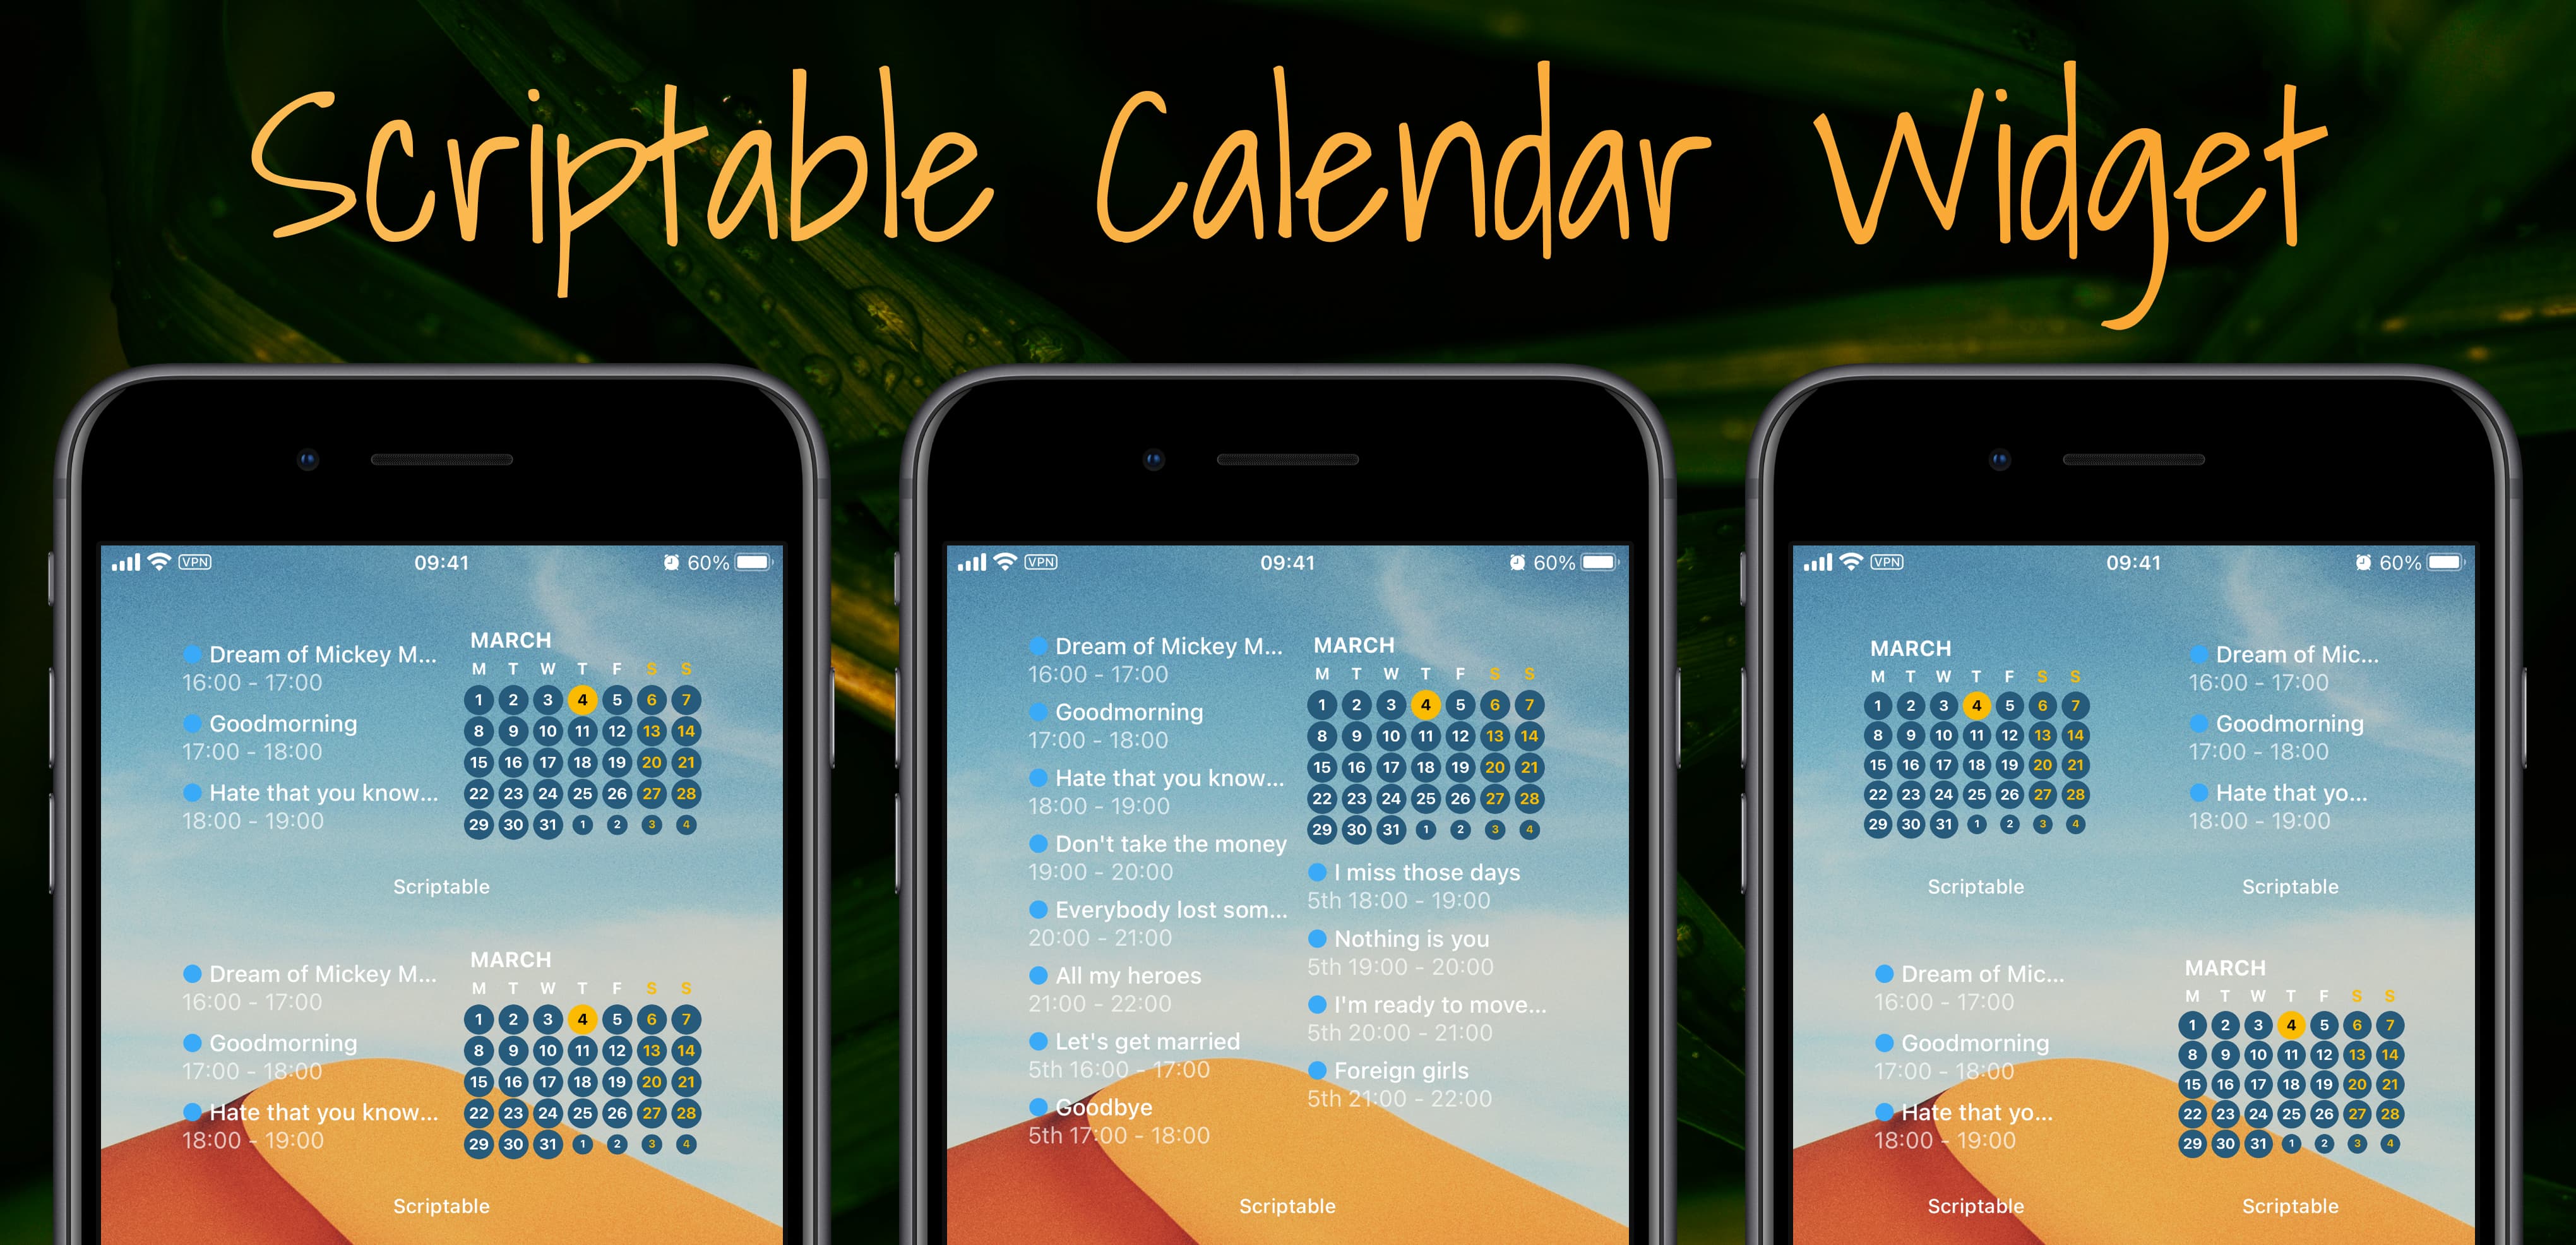 Scriptable Calendar Widget
VPN 09:41 60%
Dream of Mickey M...
16:00 - 17:00
Goodmorning
17:00 - 18:00
Hate that you know...
18:00 - 19:00
MARCH
M T W T F S S
1 2 3 4 5 6 7
8 9 10 11 12 13 14
15 16 17 18 19 20 21
22 23 24 25 26 27 28
29 30 31 1 2 3 4
Scriptable
Dream of Mickey M...
16:00 - 17:00
Goodmorning
17:00 - 18:00
Hate that you know...
18:00 - 19:00
MARCH
M T W T F S S
1 2 3 4 5 6 7
8 9 10 11 12 13 14
15 16 17 18 19 20 21
22 23 24 25 26 27 28
29 30 31 1 2 3 4
Scriptable
VPN 09:41 60%
Dream of Mickey M...
16:00 - 17:00
Goodmorning
17:00 - 18:00
Hate that you know...
18:00 - 19:00
Don't take the money
19:00 - 20:00
Everybody lost som...
20:00 - 21:00
All my heroes
21:00 - 22:00
Let's get married
5th 16:00 - 17:00
Goodbye
5th 17:00 - 18:00
MARCH
M T W T F S S
1 2 3 4 5 6 7
8 9 10 11 12 13 14
15 16 17 18 19 20 21
22 23 24 25 26 27 28
29 30 31 1 2 3 4
I miss those days
5th 18:00 - 19:00
Nothing is you
5th 19:00 - 20:00
I'm ready to move...
5th 20:00 - 21:00
Foreign girls
5th 21:00 - 22:00
Scriptable
VPN 09:41 60%
MARCH
M T W T F S S
1 2 3 4 5 6 7
8 9 10 11 12 13 14
15 16 17 18 19 20 21
22 23 24 25 26 27 28
29 30 31 1 2 3 4
Scriptable
Dream of Mic...
16:00 - 17:00
Goodmorning
17:00 - 18:00
Hate that yo...
18:00 - 19:00
Scriptable
Dream of Mic...
16:00 - 17:00
Goodmorning
17:00 - 18:00
Hate that yo...
18:00 - 19:00
Scriptable
MARCH
M T W T F S S
1 2 3 4 5 6 7
8 9 10 11 12 13 14
15 16 17 18 19 20 21
22 23 24 25 26 27 28
29 30 31 1 2 3 4
Scriptable